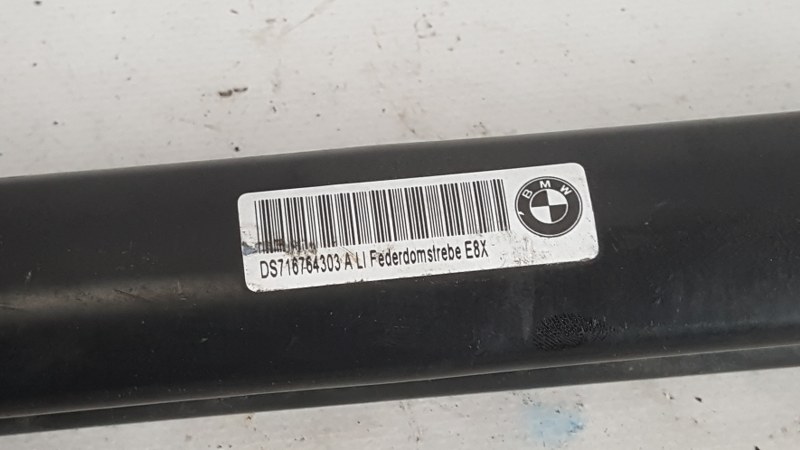 BMW
DS716764303 A LI Federdomstrebe E8X